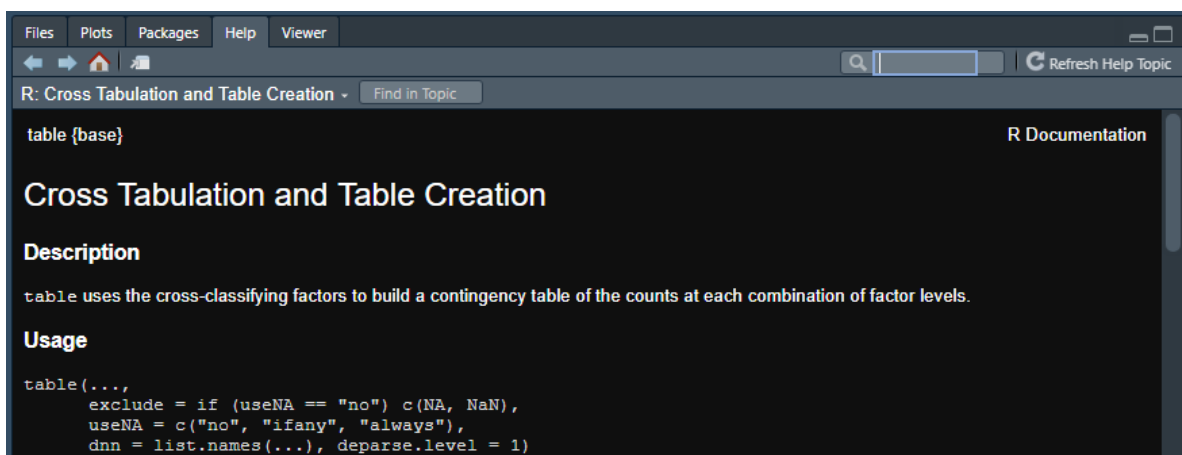 Files Plots Packages Help Viewer
Refresh Help Topic
R: Cross Tabulation and Table Creation Find in Topic
table {base} R Documentation
Cross Tabulation and Table Creation
Description
table uses the cross-classifying factors to build a contingency table of the counts at each combination of factor levels.
Usage
table(...,
      exclude = if (useNA == "no") c(NA, NaN),
      useNA = c("no", "ifany", "always"),
      dnn = list.names(...), deparse.level = 1)